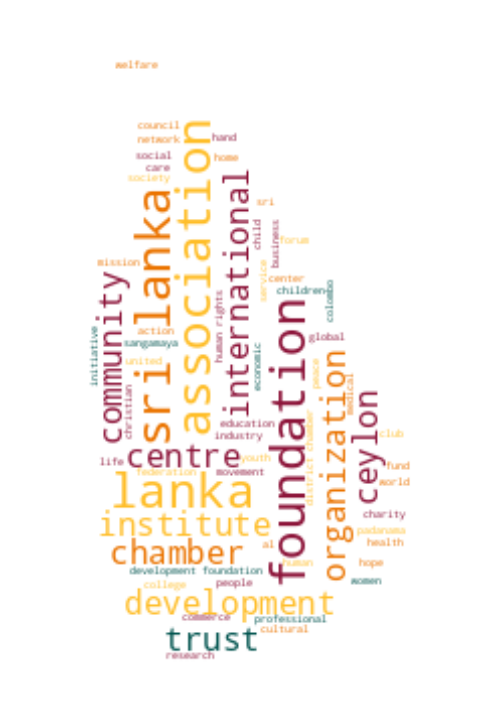 welfare
council
network
hand
social
home
care
society
association
sri lanka
international
sri
child
business
forum
mission
service
center
children
colombo
community
human rights
foundation
initiative
action
sangamaya
global
united
economic
peace
organization
medical
christian
ceylon
education
industry
district chamber
club
centre
life
youth
federation
movement
fund
world
lanka
institute
charity
padanama
chamber
al
health
human
hope
development foundation
college
people
women
development
commerce
professional
cultural
trust
research